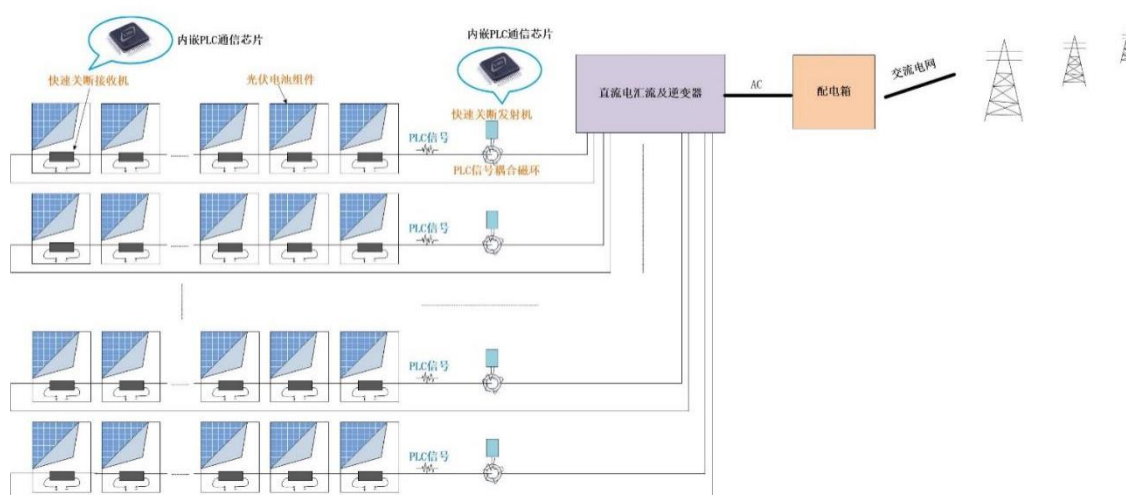 内嵌PLC通信芯片
内嵌PLC通信芯片
快速关断接收机
光伏电池组件
快速关断发射机
直流电汇流及逆变器
AC
配电箱
交流电网
PLC信号
PLC信号耦合磁环
PLC信号
PLC信号
PLC信号